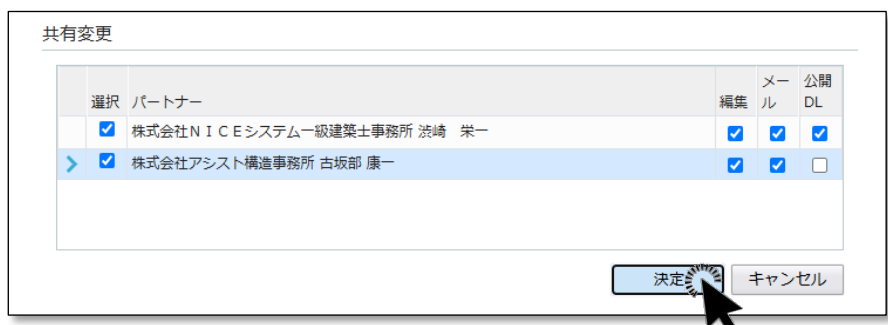 共有変更
選択 パートナー 編集 メール 公開DL
株式会社ＮＩＣＥシステム一級建築士事務所 渋崎　栄一
株式会社アシスト構造事務所 古坂部 康一
決定 キャンセル